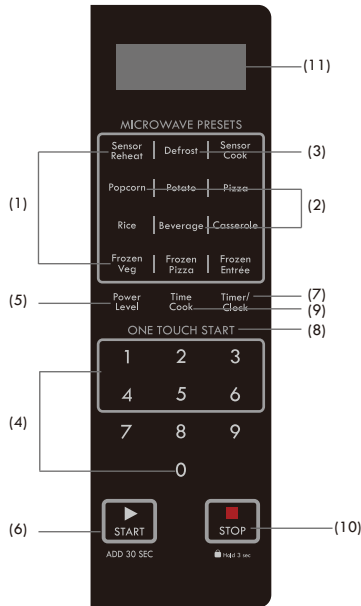 (11)
MICROWAVE PRESETS
Sensor Reheat Defrost Sensor Cook
(3)
Popcorn Potato Pizza
(1)
(2)
Rice Beverage Casserole
Frozen Veg Frozen Pizza Frozen Entrée
(5)
Power Level Time Cook Timer/Clock
(7)
(9)
ONE TOUCH START
(8)
1 2 3
4 5 6
(4)
7 8 9
0
(6)
START
STOP
(10)
ADD 30 SEC
Hold 3 sec